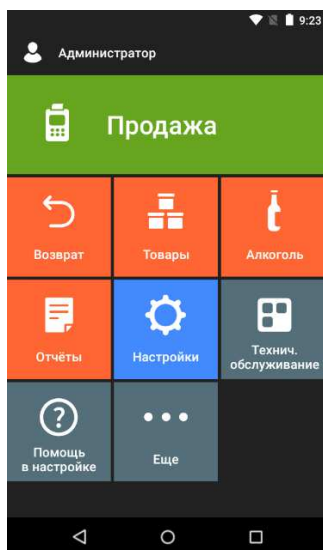 9:23
Администратор
Продажа
Возврат
Товары
Алкоголь
Отчёты
Настройки
Технич.
обслуживание
Помощь
в настройке
Еще